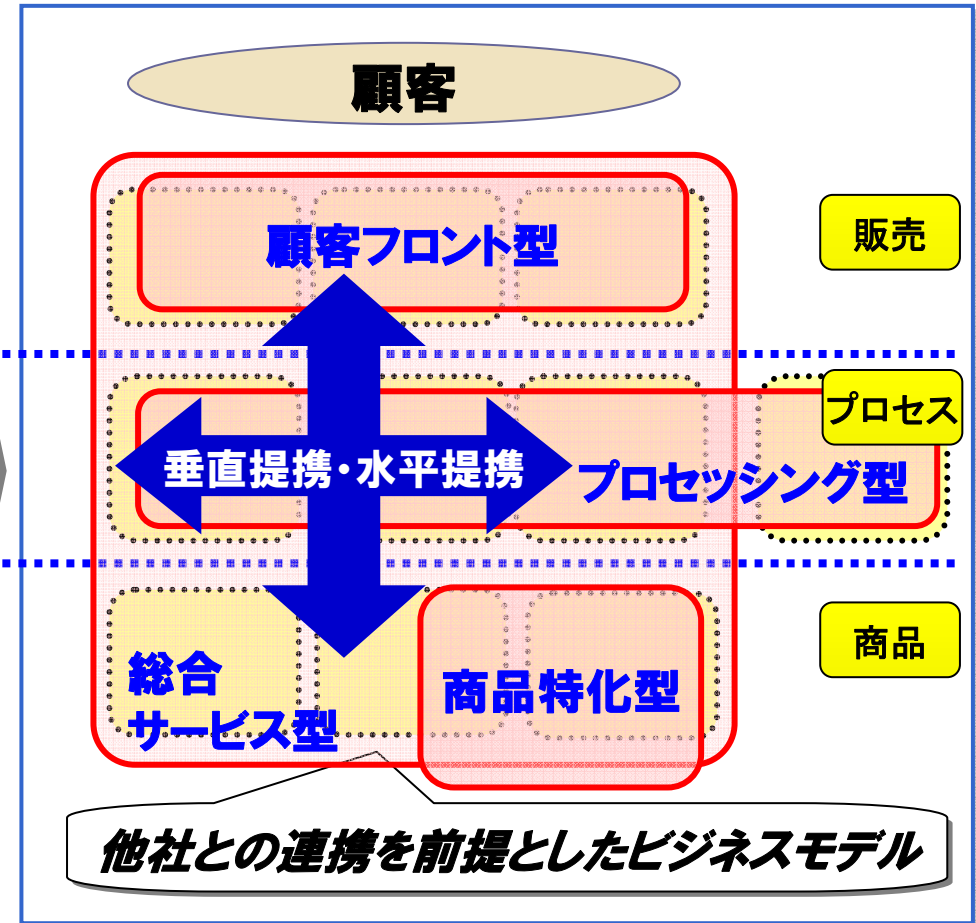 顧客
顧客フロント型
販売
プロセス
垂直提携・水平提携
プロセッシング型
商品
総合
サービス型
商品特化型
他社との連携を前提としたビジネスモデル